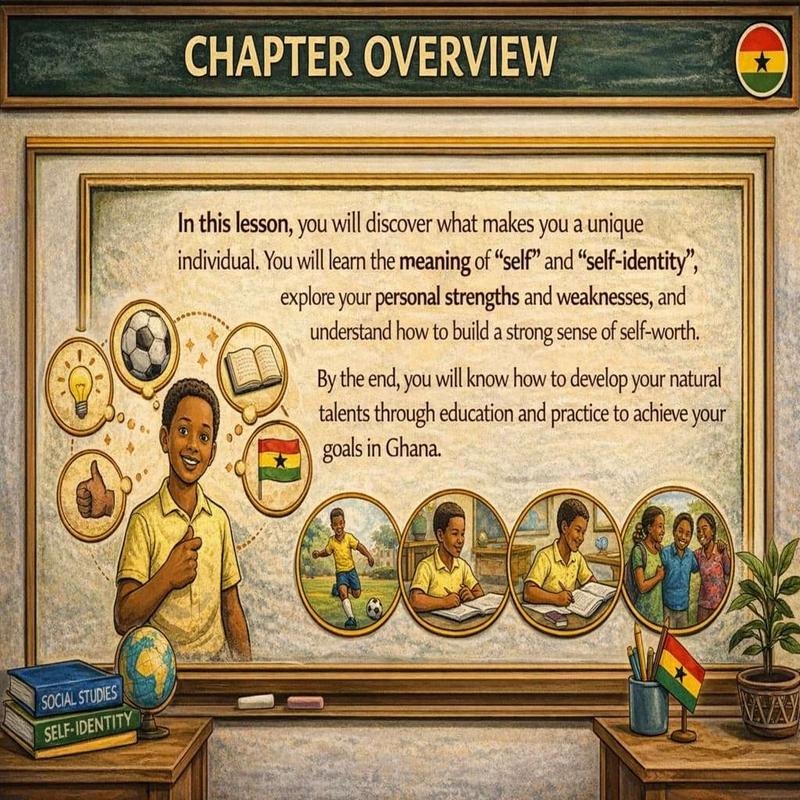 CHAPTER OVERVIEW
In this lesson, you will discover what makes you a unique
individual. You will learn the meaning of “self” and “self-identity”,
explore your personal strengths and weaknesses, and
understand how to build a strong sense of self-worth.
By the end, you will know how to develop your natural
talents through education and practice to achieve your
goals in Ghana.
SOCIAL STUDIES
SELF-IDENTITY